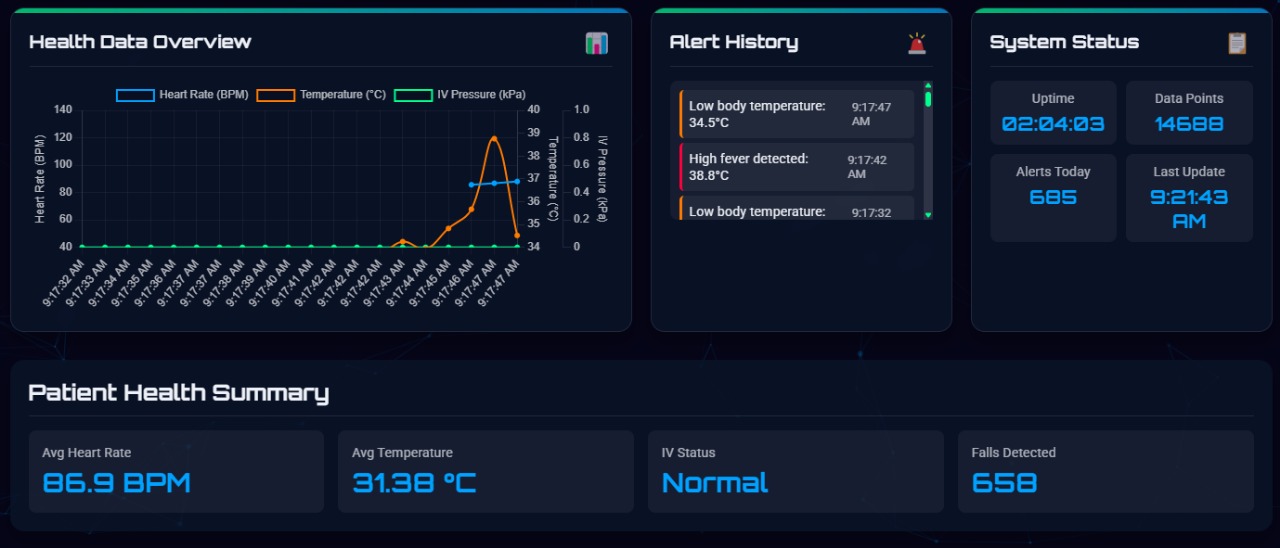 Health Data Overview
Heart Rate (BPM) Temperature (°C) IV Pressure (kPa)
Heart Rate (BPM)
140
120
100
80
60
40
40
39
38
37
36
35
34
Temperature (°C)
1.0
0.8
0.6
0.4
0.2
0
IV Pressure (kPa)
9:17:32 AM
9:17:33 AM
9:17:34 AM
9:17:35 AM
9:17:36 AM
9:17:37 AM
9:17:37 AM
9:17:38 AM
9:17:39 AM
9:17:40 AM
9:17:41 AM
9:17:42 AM
9:17:42 AM
9:17:42 AM
9:17:43 AM
9:17:44 AM
9:17:45 AM
9:17:46 AM
9:17:47 AM
9:17:47 AM
Alert History
Low body temperature: 9:17:47
34.5°C AM
High fever detected: 9:17:42
38.8°C AM
Low body temperature: 9:17:32
System Status
Uptime Data Points
02:04:03 14688
Alerts Today Last Update
685 9:21:43
AM
Patient Health Summary
Avg Heart Rate Avg Temperature IV Status Falls Detected
86.9 BPM 31.38 °C Normal 658